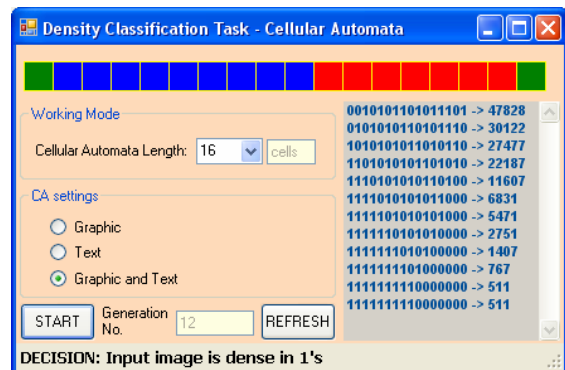 Density Classification Task - Cellular Automata
Working Mode
Cellular Automata Length: 16 cells
CA settings
Graphic
Text
Graphic and Text
START Generation No. 12 REFRESH
0010101101011101 -> 47828
0101010110101110 -> 30122
1010101011010110 -> 27477
1101010101101010 -> 22187
1110101010110100 -> 11607
1111010101011000 -> 6831
1111101010101000 -> 5471
1111110101010000 -> 2751
1111111010100000 -> 1407
1111111101000000 -> 767
1111111110000000 -> 511
1111111110000000 -> 511
DECISION: Input image is dense in 1's